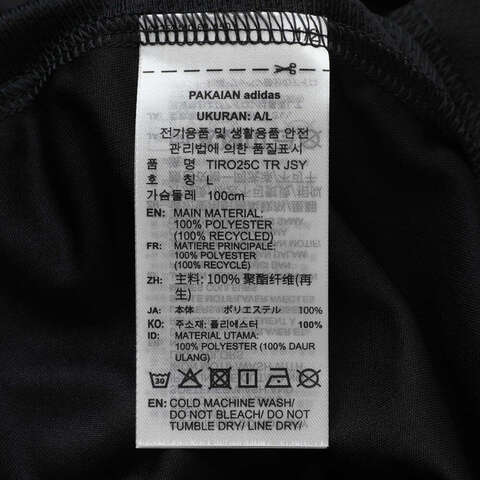 PAKAIAN adidas
UKURAN: A/L
전기용품 및 생활용품 안전
관리법에 의한 품질표시
품 명 TIRO25C TR JSY
호 칭 L
가슴둘레 100cm
EN: MAIN MATERIAL:
100% POLYESTER
(100% RECYCLED)
FR: MATIERE PRINCIPALE:
100% POLYESTER
(100% RECYCLÉ)
ZH: 主料: 100% 聚酯纤维(再
生)
JA: 本体 ポリエステル 100%
KO: 주소재: 폴리에스터 100%
ID: MATERIAL UTAMA:
100% POLYESTER (100% DAUR
ULANG)
30
EN: COLD MACHINE WASH/
DO NOT BLEACH/ DO NOT
TUMBLE DRY/ IRON LOW/